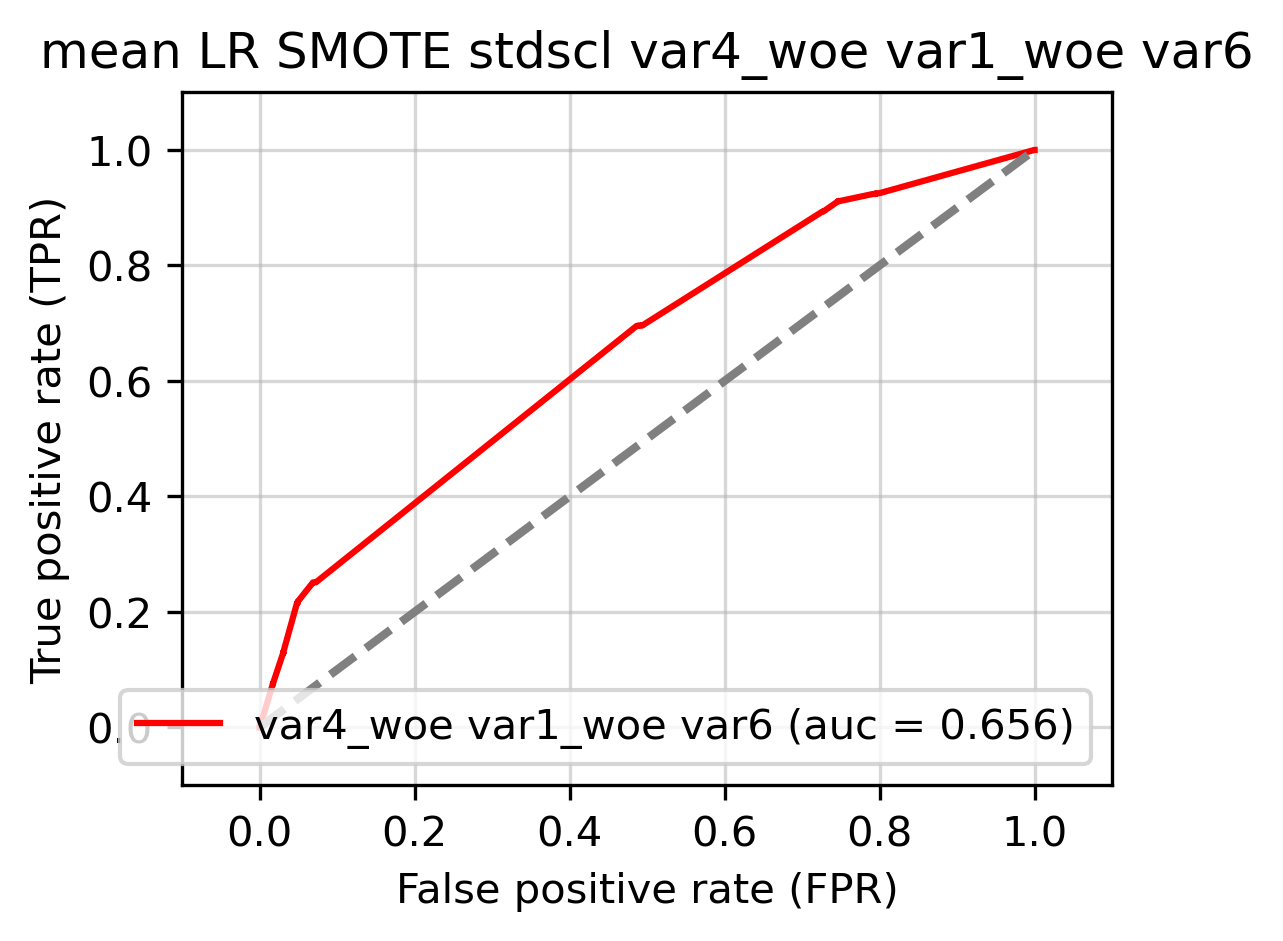 mean LR SMOTE stdscl var4_woe var1_woe var6
True positive rate (TPR)
1.0
0.8
0.6
0.4
0.2
0.0
var4_woe var1_woe var6 (auc = 0.656)
0.0 0.2 0.4 0.6 0.8 1.0
False positive rate (FPR)